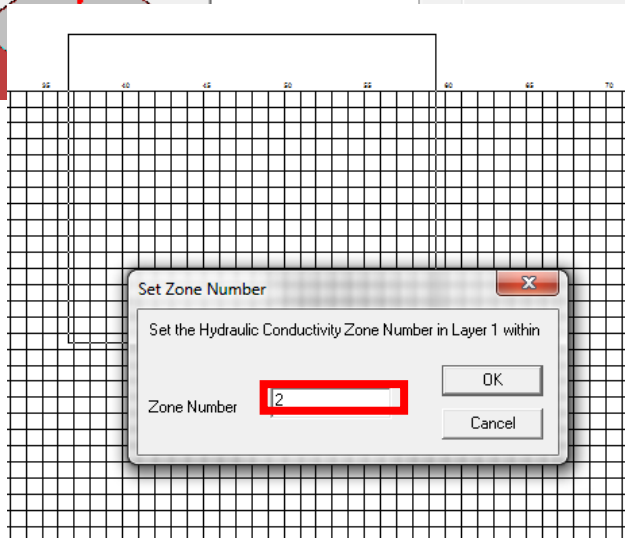 35 40 45 50 55 60 65 70
Set Zone Number
Set the Hydraulic Conductivity Zone Number in Layer 1 within
OK
Zone Number 2
Cancel